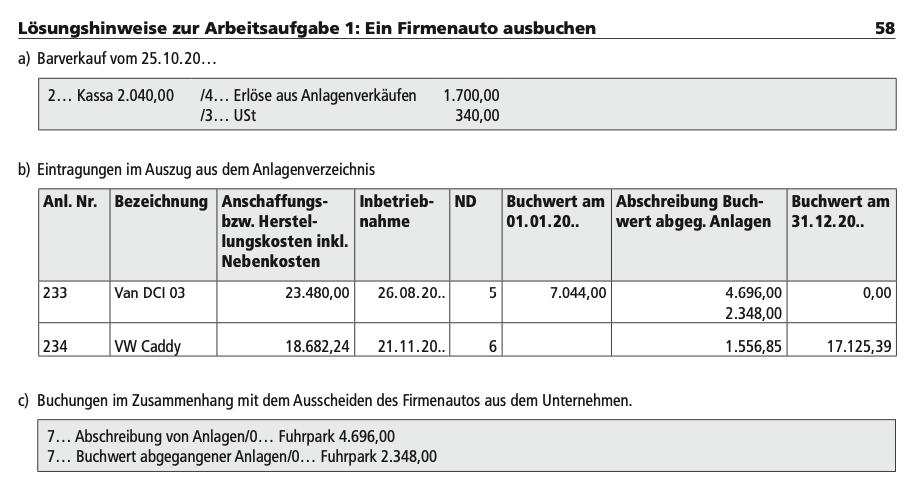 Lösungshinweise zur Arbeitsaufgabe 1: Ein Firmenauto ausbuchen 58
a) Barverkauf vom 25.10.20…
2… Kassa 2.040,00 /4… Erlöse aus Anlagenverkäufen 1.700,00
/3… USt 340,00
b) Eintragungen im Auszug aus dem Anlagenverzeichnis
Anl. Nr. Bezeichnung Anschaffungs- Inbetrieb- ND Buchwert am Abschreibung Buch- Buchwert am
bzw. Herstel- nahme 01.01.20.. wert abgeg. Anlagen 31.12.20..
lungskosten inkl.
Nebenkosten
233 Van DCI 03 23.480,00 26.08.20.. 5 7.044,00 4.696,00 0,00
2.348,00
234 VW Caddy 18.682,24 21.11.20.. 6 1.556,85 17.125,39
c) Buchungen im Zusammenhang mit dem Ausscheiden des Firmenautos aus dem Unternehmen.
7… Abschreibung von Anlagen/0… Fuhrpark 4.696,00
7… Buchwert abgegangener Anlagen/0… Fuhrpark 2.348,00